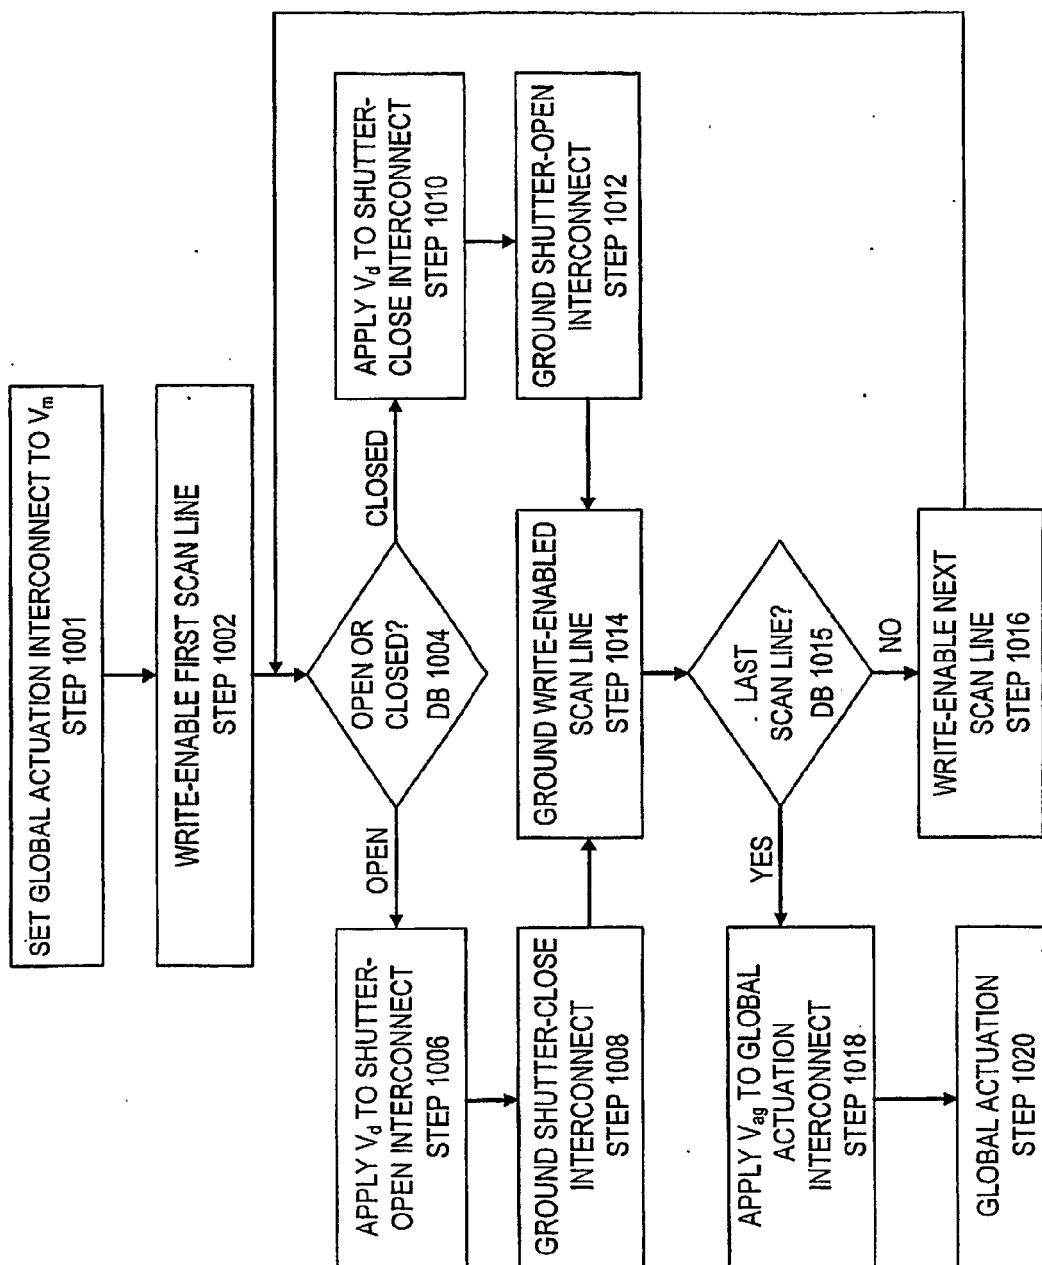 SET GLOBAL ACTUATION INTERCONNECT TO Vm
STEP 1001
WRITE-ENABLE FIRST SCAN LINE
STEP 1002
OPEN OR
CLOSED?
DB 1004
OPEN
CLOSED
APPLY Vd TO SHUTTER-
OPEN INTERCONNECT
STEP 1006
GROUND SHUTTER-CLOSE
INTERCONNECT
STEP 1008
APPLY Vd TO SHUTTER-
CLOSE INTERCONNECT
STEP 1010
GROUND SHUTTER-OPEN
INTERCONNECT
STEP 1012
GROUND WRITE-ENABLED
SCAN LINE
STEP 1014
LAST
SCAN LINE?
DB 1015
YES
NO
WRITE-ENABLE NEXT
SCAN LINE
STEP 1016
APPLY Vag TO GLOBAL
ACTUATION
INTERCONNECT
STEP 1018
GLOBAL ACTUATION
STEP 1020